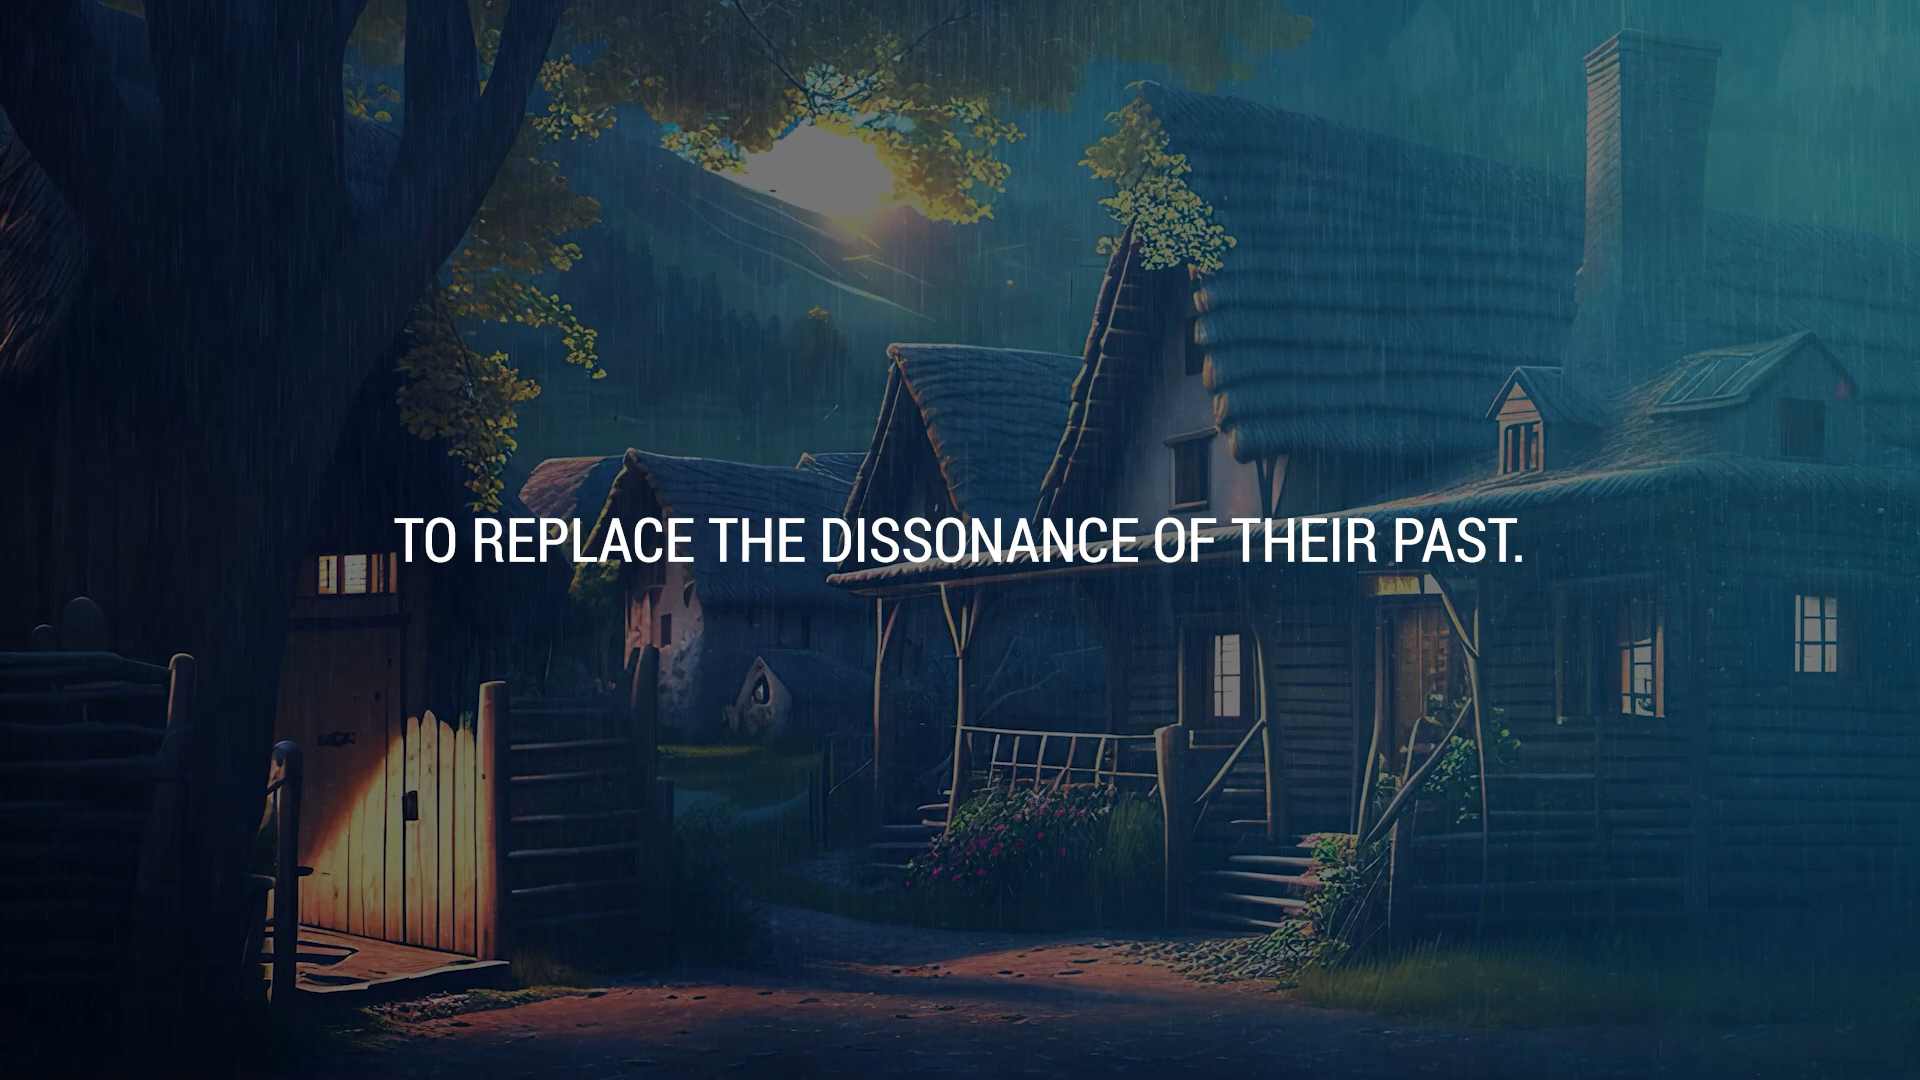 TO REPLACE THE DISSONANCE OF THEIR PAST.